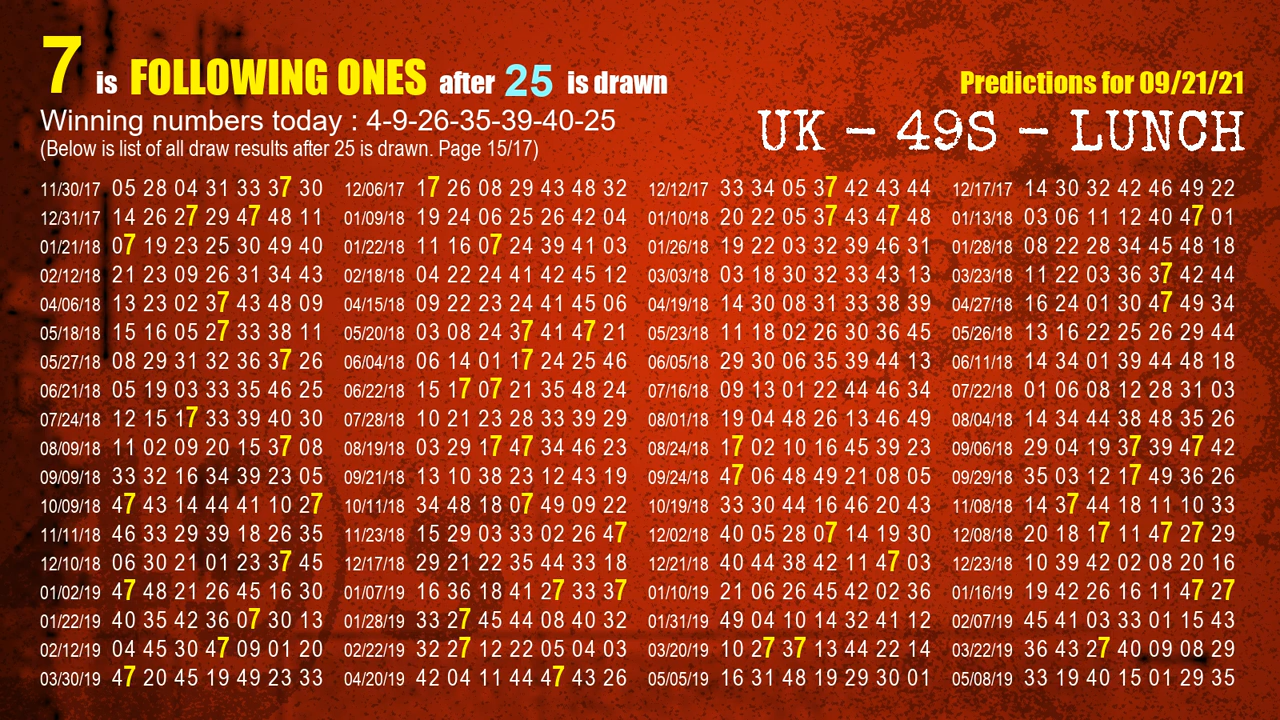 7 is FOLLOWING ONES after 25 is drawn
Predictions for 09/21/21
Winning numbers today : 4-9-26-35-39-40-25
UK - 49S - LUNCH
(Below is list of all draw results after 25 is drawn. Page 15/17)
11/30/17 05 28 04 31 33 37 30 12/06/17 17 26 08 29 43 48 32 12/12/17 33 34 05 37 42 43 44 12/17/17 14 30 32 42 46 49 22
12/31/17 14 26 27 29 47 48 11 01/09/18 19 24 06 25 26 42 04 01/10/18 20 22 05 37 43 47 48 01/13/18 03 06 11 12 40 47 01
01/21/18 07 19 23 25 30 49 40 01/22/18 11 16 07 24 39 41 03 01/26/18 19 22 03 32 39 46 31 01/28/18 08 22 28 34 45 48 18
02/12/18 21 23 09 26 31 34 43 02/18/18 04 22 24 41 42 45 12 03/03/18 03 18 30 32 33 43 13 03/23/18 11 22 03 36 37 42 44
04/06/18 13 23 02 37 43 48 09 04/15/18 09 22 23 24 41 45 06 04/19/18 14 30 08 31 33 38 39 04/27/18 16 24 01 30 47 49 34
05/18/18 15 16 05 27 33 38 11 05/20/18 03 08 24 37 41 47 21 05/23/18 11 18 02 26 30 36 45 05/26/18 13 16 22 25 26 29 44
05/27/18 08 29 31 32 36 37 26 06/04/18 06 14 01 17 24 25 46 06/05/18 29 30 06 35 39 44 13 06/11/18 14 34 01 39 44 48 18
06/21/18 05 19 03 33 35 46 25 06/22/18 15 17 07 21 35 48 24 07/16/18 09 13 01 22 44 46 34 07/22/18 01 06 08 12 28 31 03
07/24/18 12 15 17 33 39 40 30 07/28/18 10 21 23 28 33 39 29 08/01/18 19 04 48 26 13 46 49 08/04/18 14 34 44 38 48 35 26
08/09/18 11 02 09 20 15 37 08 08/19/18 03 29 17 47 34 46 23 08/24/18 17 02 10 16 45 39 23 09/06/18 29 04 19 37 39 47 42
09/09/18 33 32 16 34 39 23 05 09/21/18 13 10 38 23 12 43 19 09/24/18 47 06 48 49 21 08 05 09/29/18 35 03 12 17 49 36 26
10/09/18 47 43 14 44 41 10 27 10/11/18 34 48 18 07 49 09 22 10/19/18 33 30 44 16 46 20 43 11/08/18 14 37 44 18 11 10 33
11/11/18 46 33 29 39 18 26 35 11/23/18 15 29 03 33 02 26 47 12/02/18 40 05 28 07 14 19 30 12/08/18 20 18 17 11 47 27 29
12/10/18 06 30 21 01 23 37 45 12/17/18 29 21 22 35 44 33 18 12/21/18 40 44 38 42 11 47 03 12/23/18 10 39 42 02 08 20 16
01/02/19 47 48 21 26 45 16 30 01/07/19 16 36 18 41 27 33 37 01/10/19 21 06 26 45 42 02 36 01/16/19 19 42 26 16 11 47 27
01/22/19 40 35 42 36 07 30 13 01/28/19 33 27 45 44 08 40 32 01/31/19 49 04 10 14 32 41 12 02/07/19 45 41 03 33 01 15 43
02/12/19 04 45 30 47 09 01 20 02/22/19 32 27 12 22 05 04 03 03/20/19 10 27 37 13 44 22 14 03/22/19 36 43 27 40 09 08 29
03/30/19 47 20 45 19 49 23 33 04/20/19 42 04 11 44 47 43 26 05/05/19 16 31 48 19 29 30 01 05/08/19 33 19 40 15 01 29 35